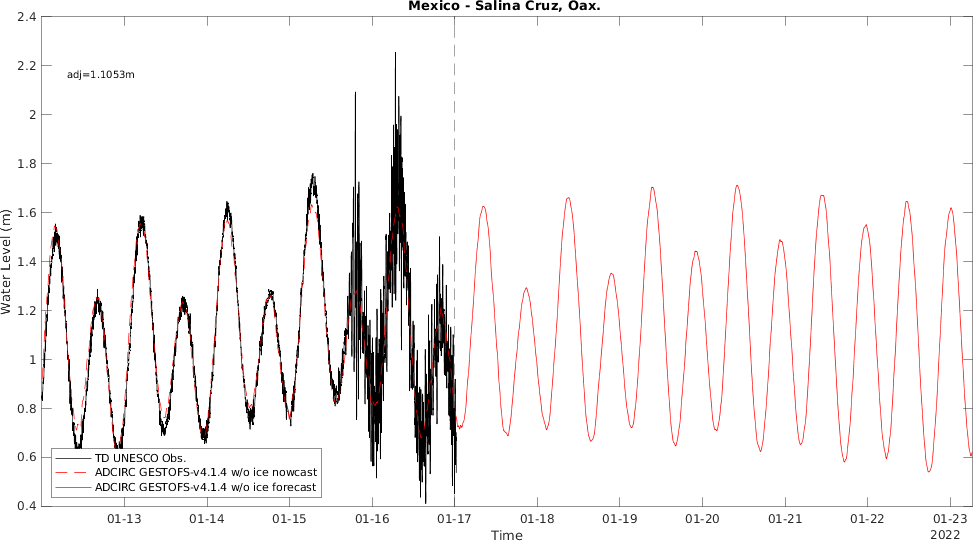 Mexico - Salina Cruz, Oax.
2.4
2.2
2
1.8
1.6
1.4
1.2
1
0.8
0.6
0.4
Water Level (m)
adj=1.1053m
TD UNESCO Obs.
ADCIRC GESTOFS-v4.1.4 w/o ice nowcast
ADCIRC GESTOFS-v4.1.4 w/o ice forecast
01-13 01-14 01-15 01-16 01-17 01-18 01-19 01-20 01-21 01-22 01-23
Time
2022